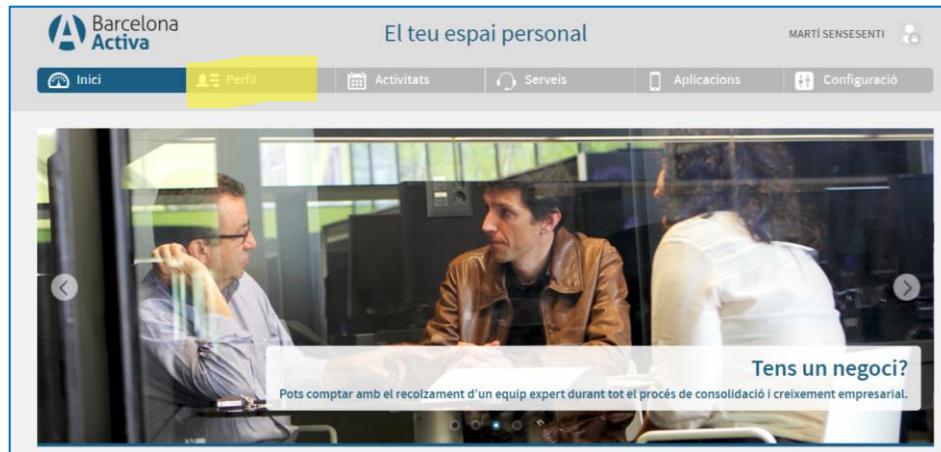 Barcelona
Activa
El teu espai personal
MARTÍ SENSESENTI
Inici
Perfil
Activitats
Serveis
Aplicacions
Configuració
Tens un negoci?
Pots comptar amb el recolzament d'un equip expert durant tot el procés de consolidació i creixement empresarial.